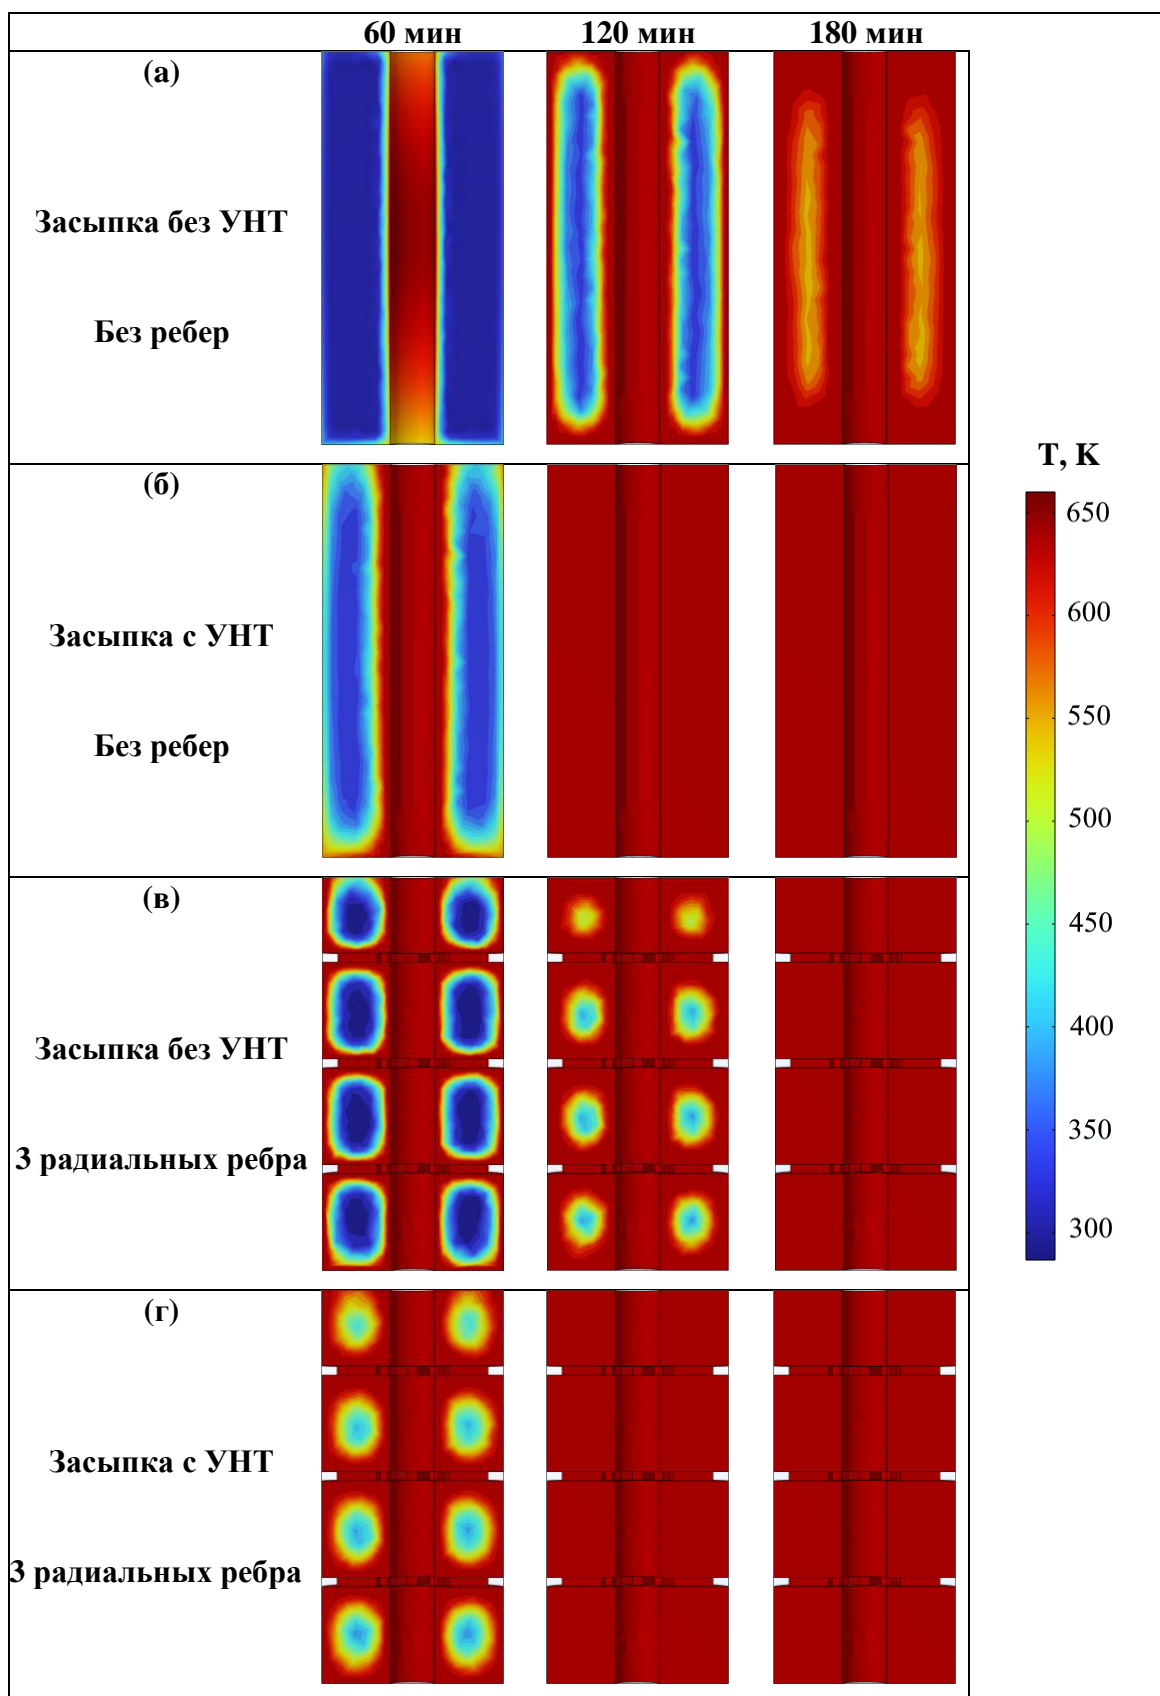 60 мин 120 мин 180 мин
(а)
Засыпка без УНТ
Без ребер
(б)
Засыпка с УНТ
Без ребер
(в)
Засыпка без УНТ
3 радиальных ребра
(г)
Засыпка с УНТ
3 радиальных ребра
T, K
650
600
550
500
450
400
350
300